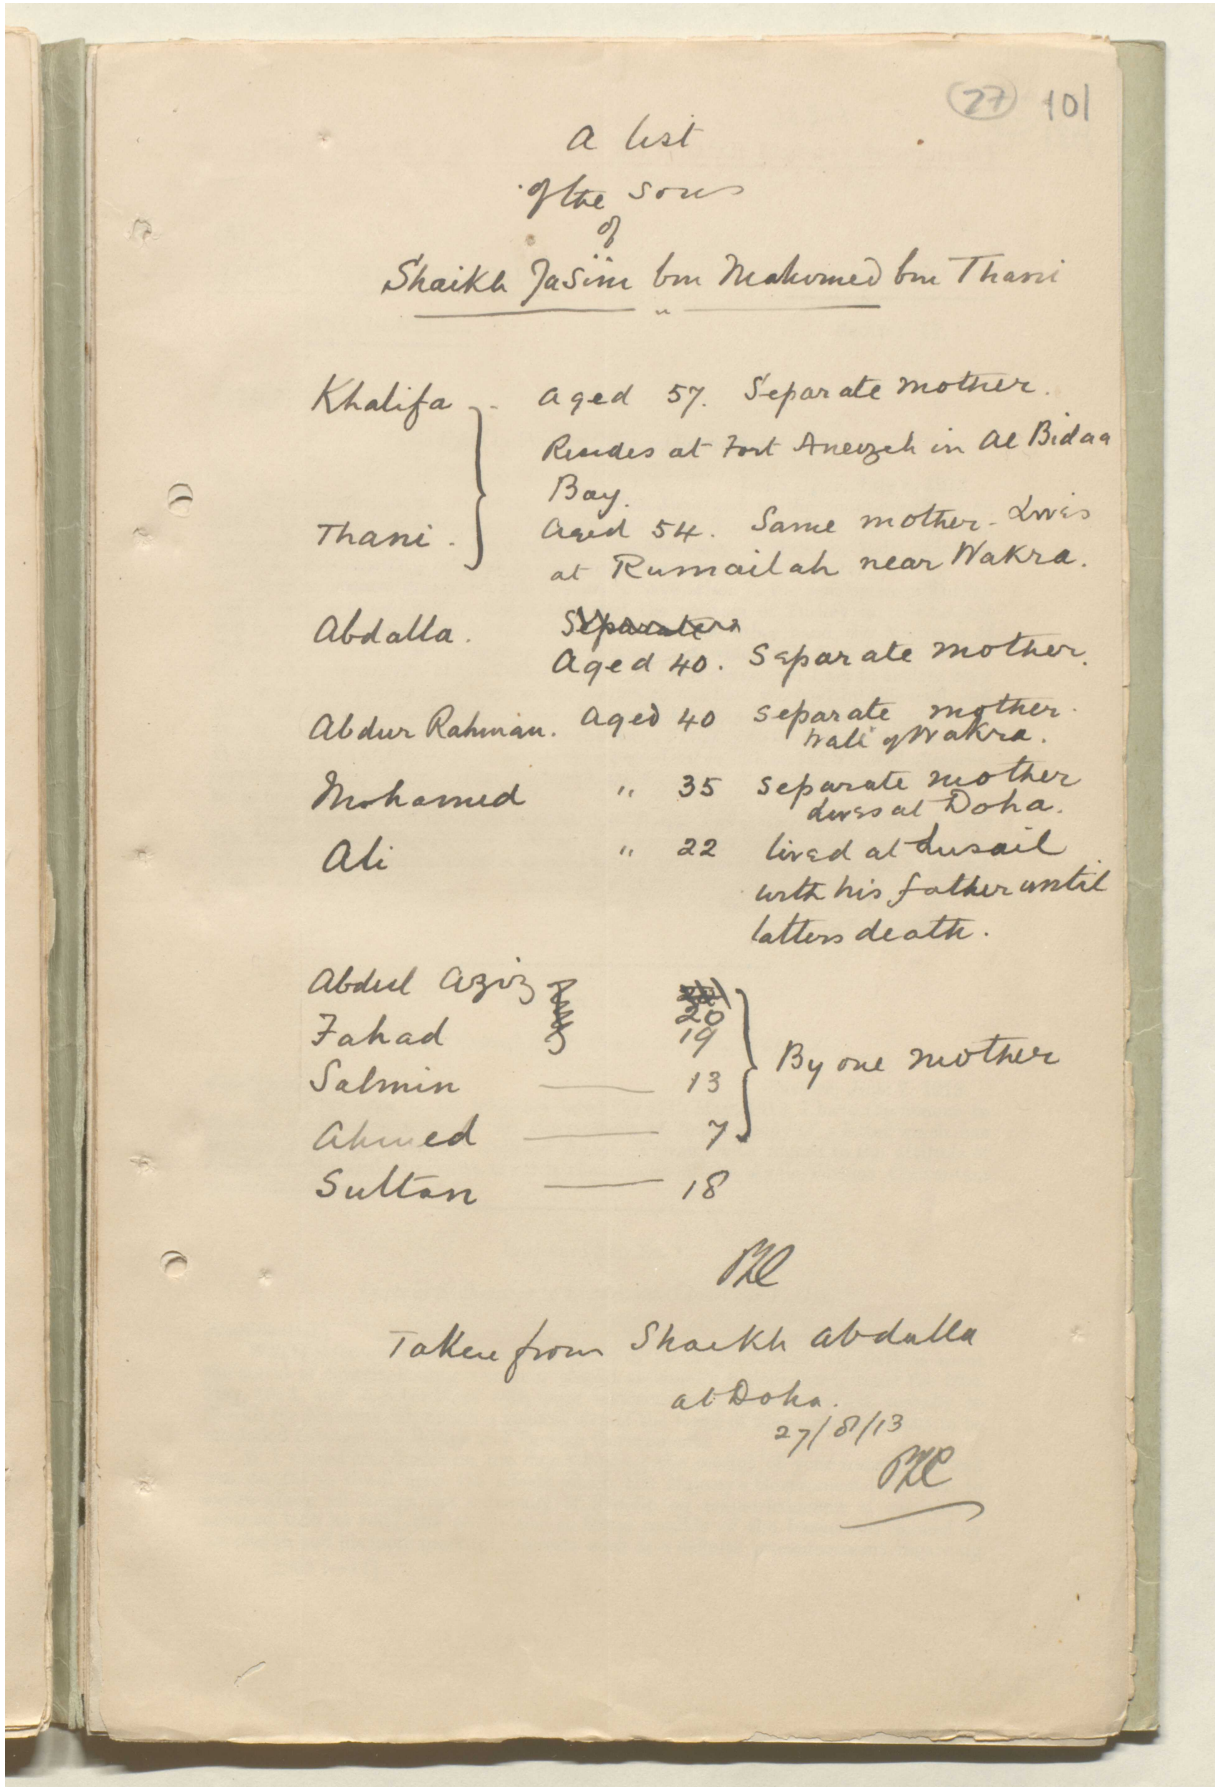 27 101
A list
of the sons
of
Shaikh Jasim bin Mahomed bin Thani
Khalifa - aged 57. Separate mother.
Resides at Fort Aneizeh in Al Bidaa
Bay.
Thani. Aged 54. Same mother - Lives
at Rumailah near Wakra.
Abdalla. Separate
Aged 40. Separate mother.
Abdur Rahman. Aged 40 separate mother.
Wali of Wakra.
Mohamed " 35 separate mother
Lives at Doha.
Ali " 22 lived at Lusail
with his father until
latters death.
Abdul Aziz 20
Fahad 19
By one mother
Salmin — 13
Ahmed — 7
Sultan — 18
PZC
Taken from Shaikh Abdulla
at Doha.
27/8/13
PZC